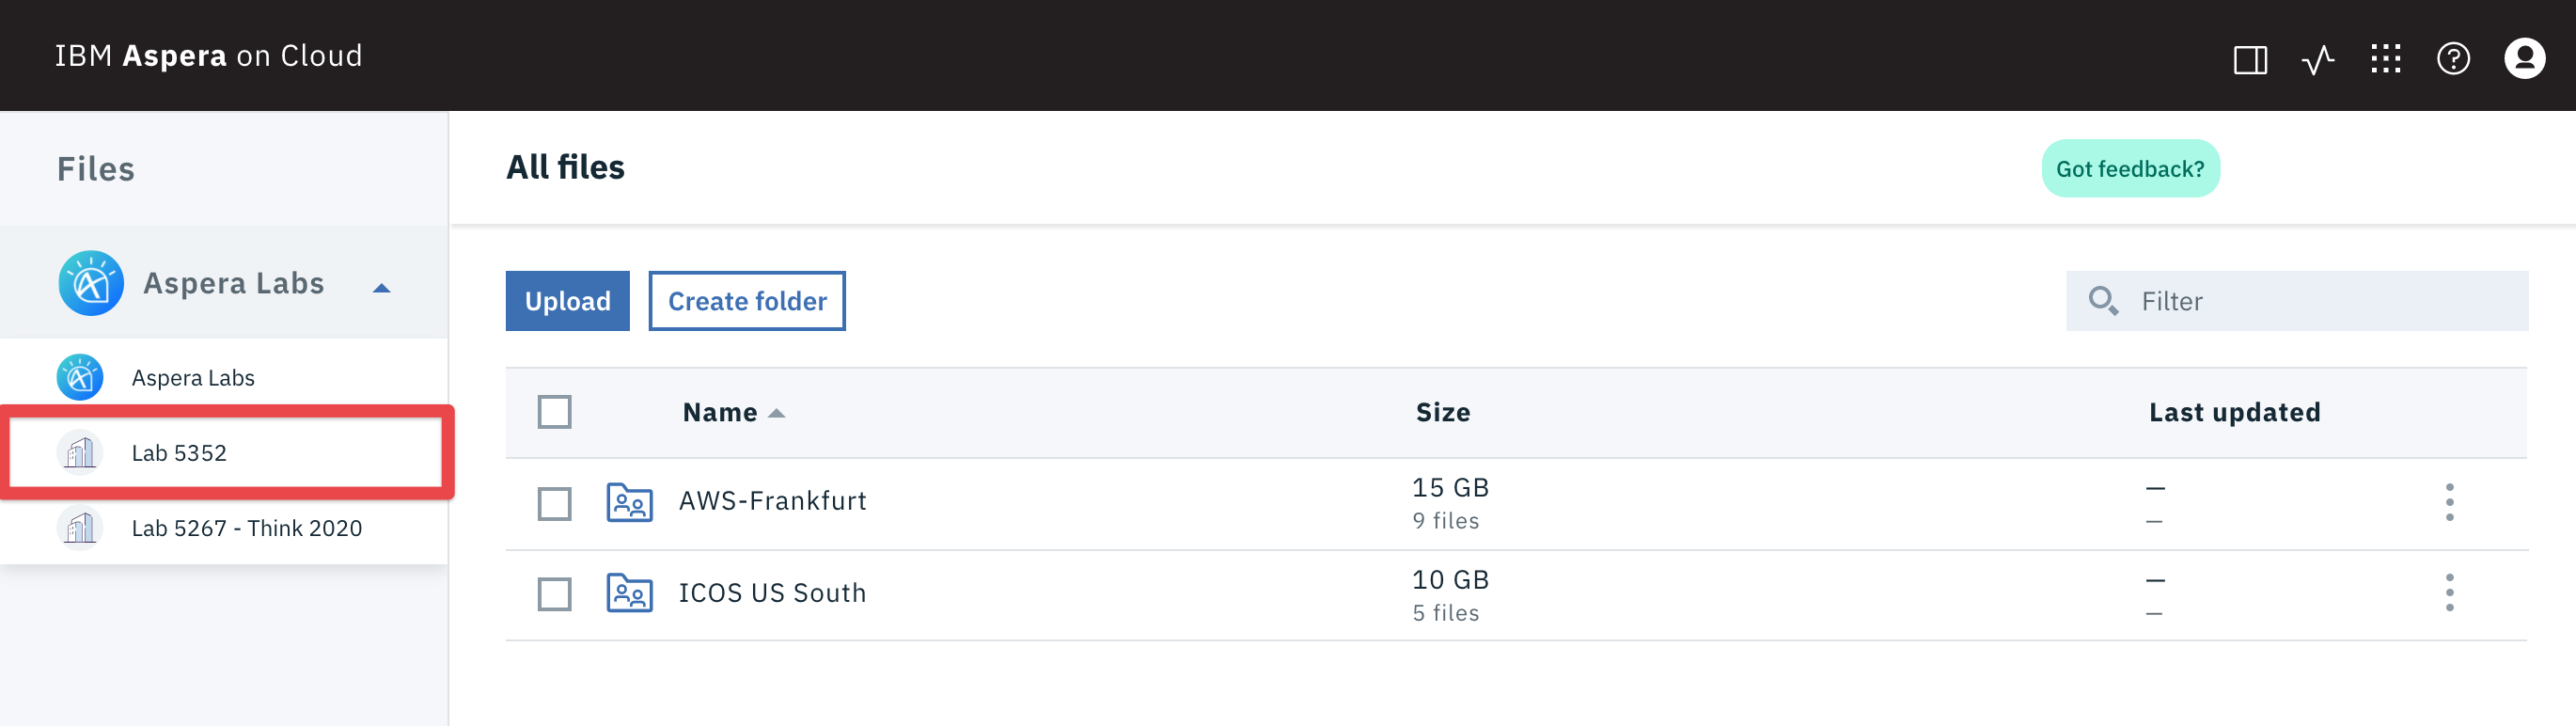 IBM Aspera on Cloud
Files
Aspera Labs
Aspera Labs
Lab 5352
Lab 5267 - Think 2020
All files
Got feedback?
Upload
Create folder
Filter
Name
Size
Last updated
AWS-Frankfurt
15 GB
9 files
—
—
ICOS US South
10 GB
5 files
—
—